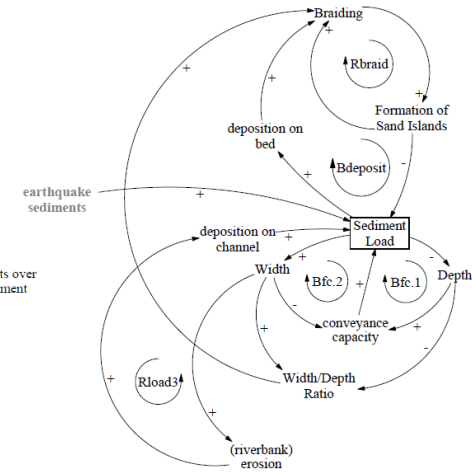 Braiding
+
+
Rbraid
+
+
Formation of
Sand Islands
deposition on
bed
Bdeposit
+
-
earthquake
sediments
+
deposition on
channel
+
Sediment
Load
ts over
ment
Width
+
-
Depth
Bfc.2
+
Bfc.1
-
+
+
conveyance
capacity
-
Width/Depth
Ratio
+
Rload3
+
(riverbank)
erosion